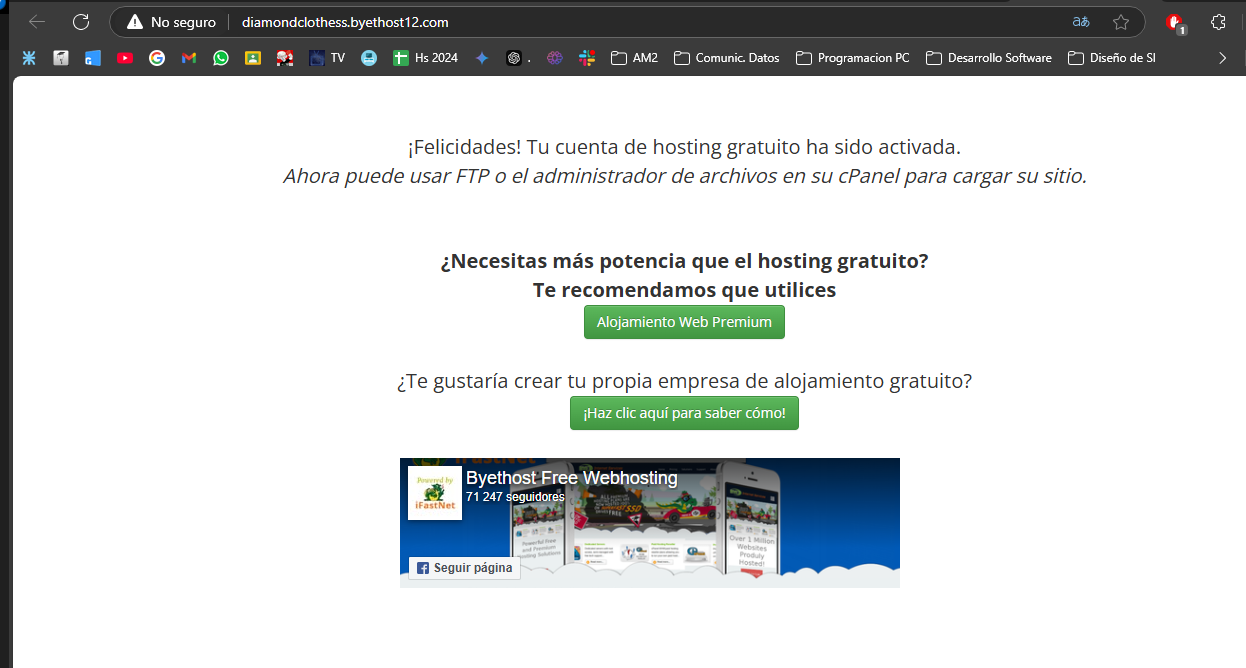 No seguro
diamondclothess.byethost12.com
1
TV
Hs 2024
.
AM2
Comunic. Datos
Programacion PC
Desarrollo Software
Diseño de SI
¡Felicidades! Tu cuenta de hosting gratuito ha sido activada.
Ahora puede usar FTP o el administrador de archivos en su cPanel para cargar su sitio.
¿Necesitas más potencia que el hosting gratuito?
Te recomendamos que utilices
Alojamiento Web Premium
¿Te gustaría crear tu propia empresa de alojamiento gratuito?
¡Haz clic aquí para saber cómo!
Powered by
iFastNet
Byethost Free Webhosting
71 247 seguidores
Powerful Free
and Premium
Hosting Solutions
Over 1 Million
Websites
Produly
Hosted!
Seguir página